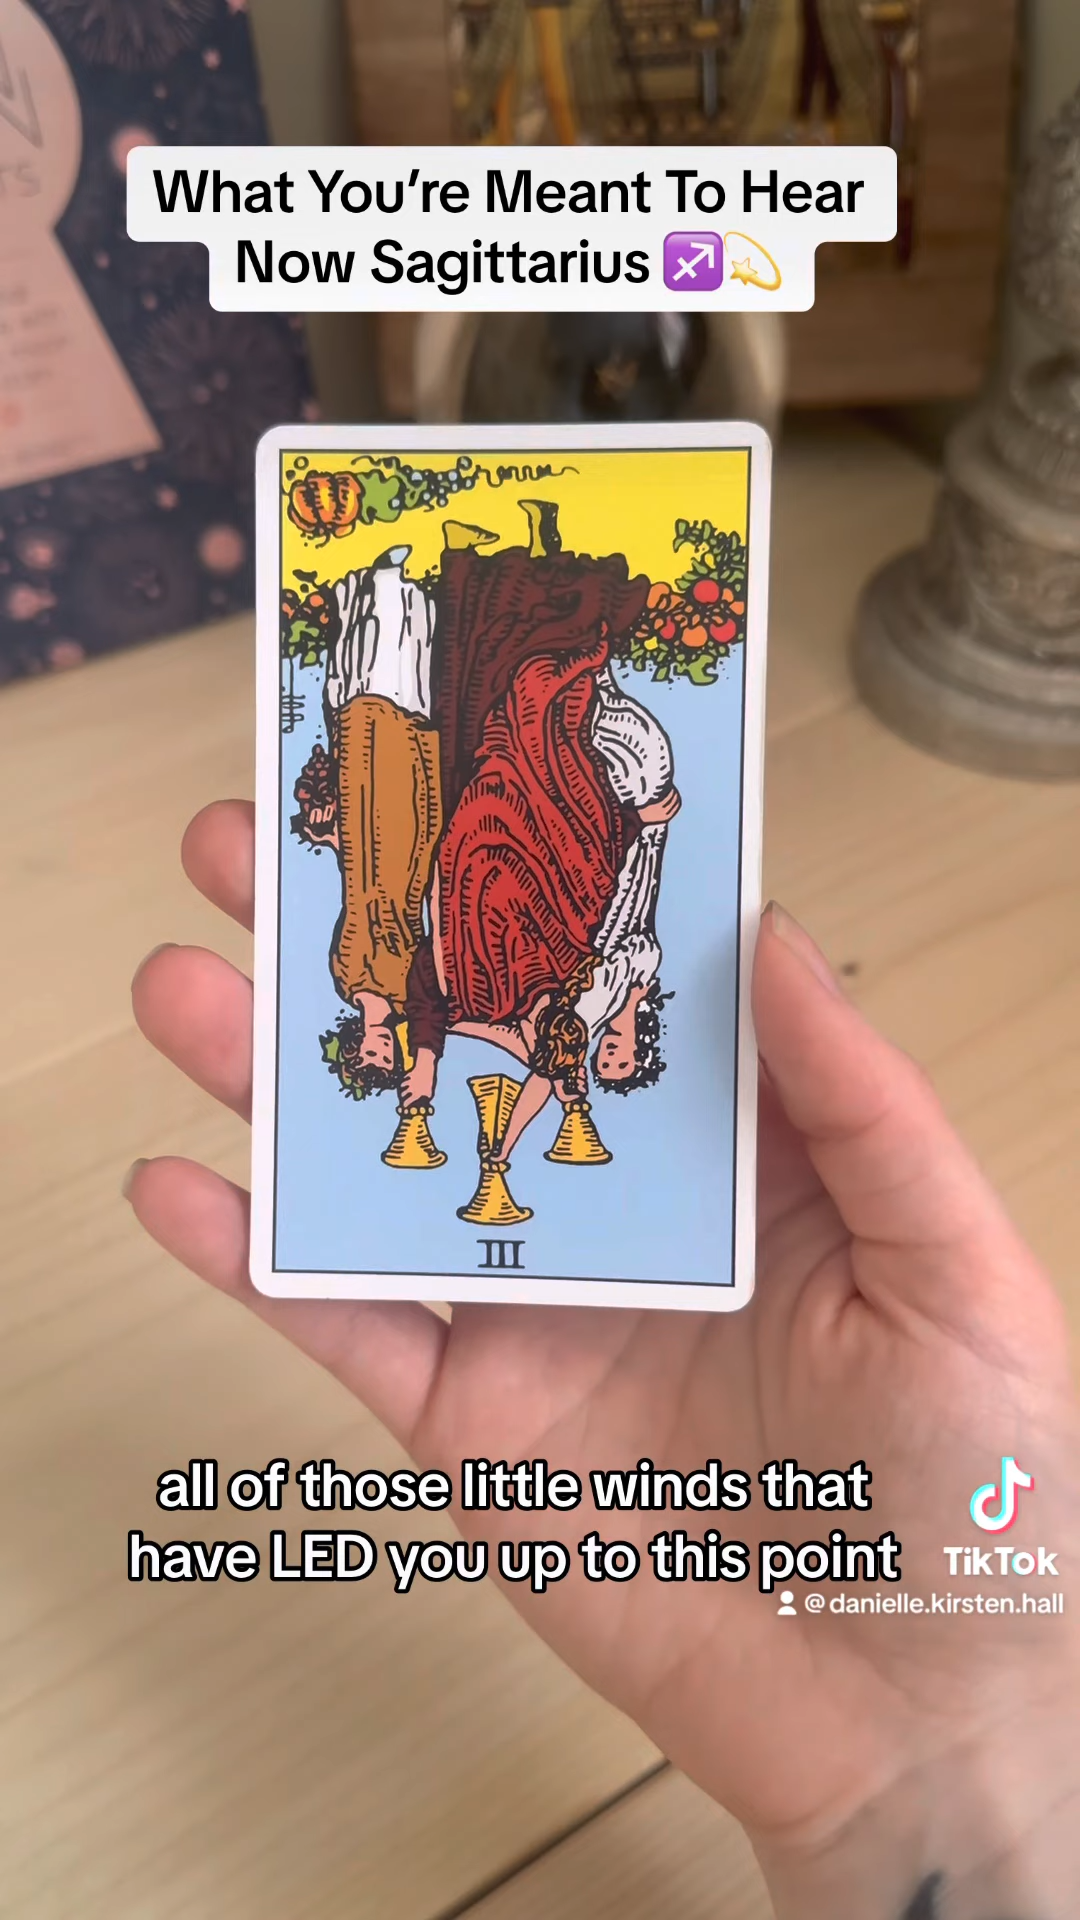 What You're Meant To Hear
Now Sagittarius ♐💫
III
all of those little winds that
have LED you up to this point
TikTok
@danielle.kirsten.hall